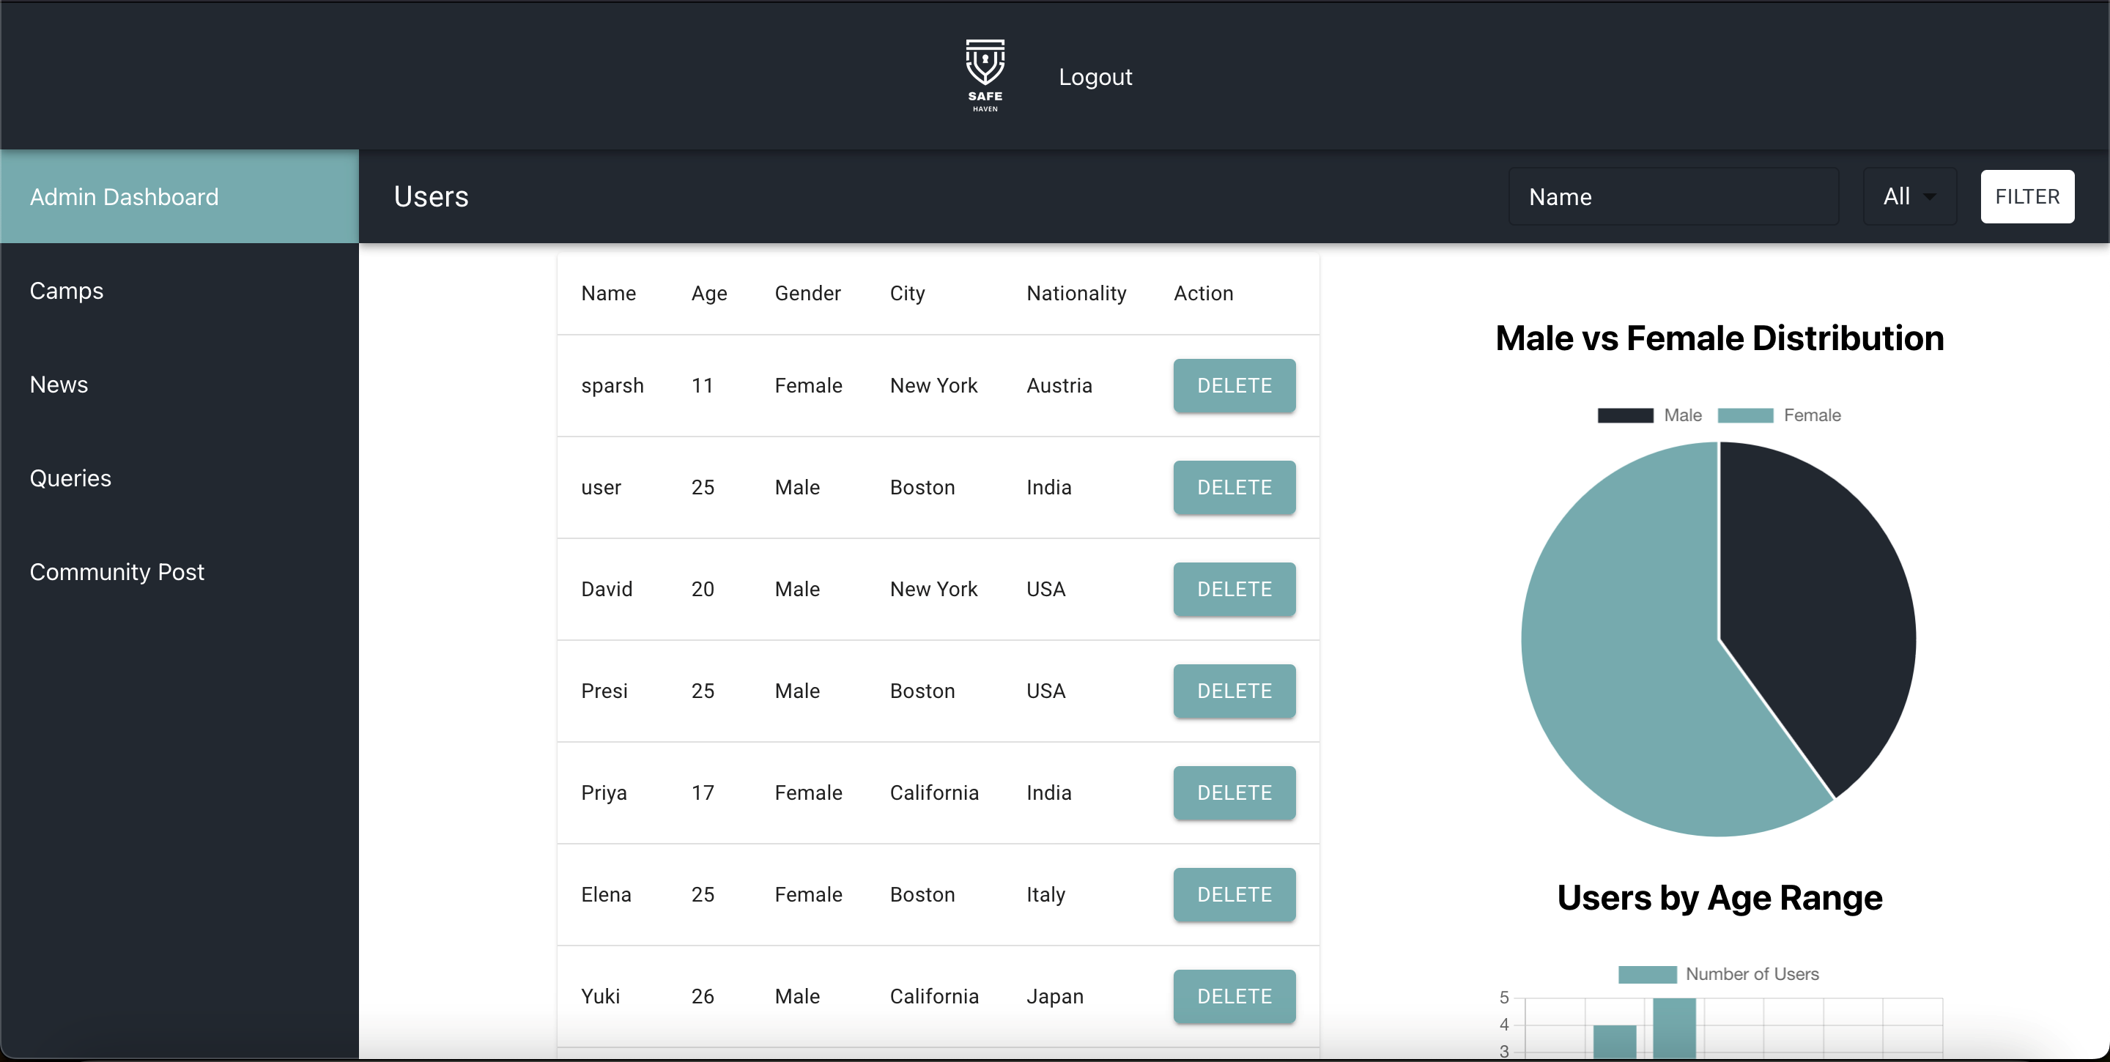 SAFE
HAVEN
Logout
Admin Dashboard
Users
Name
All
FILTER
Camps
News
Queries
Community Post
Name Age Gender City Nationality Action
sparsh 11 Female New York Austria DELETE
user 25 Male Boston India DELETE
David 20 Male New York USA DELETE
Presi 25 Male Boston USA DELETE
Priya 17 Female California India DELETE
Elena 25 Female Boston Italy DELETE
Yuki 26 Male California Japan DELETE
Male vs Female Distribution
Male Female
Users by Age Range
Number of Users
5
4
3